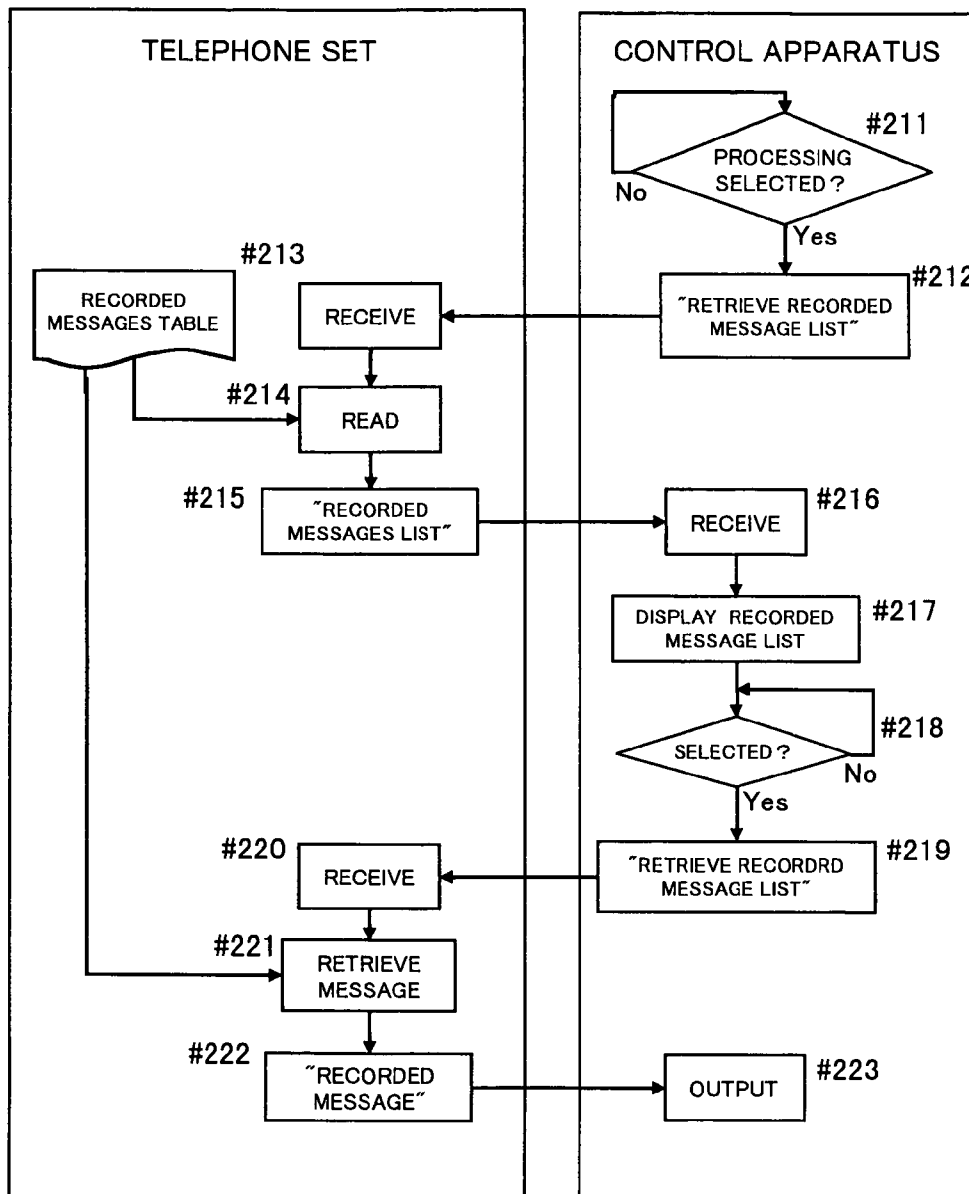 TELEPHONE SET
CONTROL APPARATUS
#211
PROCESSING
SELECTED?
No
Yes
#212
"RETRIEVE RECORDED
MESSAGE LIST"
#213
RECORDED
MESSAGES TABLE
RECEIVE
#214
READ
#215
"RECORDED
MESSAGES LIST"
#216
RECEIVE
#217
DISPLAY RECORDED
MESSAGE LIST
#218
SELECTED?
No
Yes
#219
"RETRIEVE RECORDRD
MESSAGE LIST"
#220
RECEIVE
#221
RETRIEVE
MESSAGE
#222
"RECORDED
MESSAGE"
#223
OUTPUT